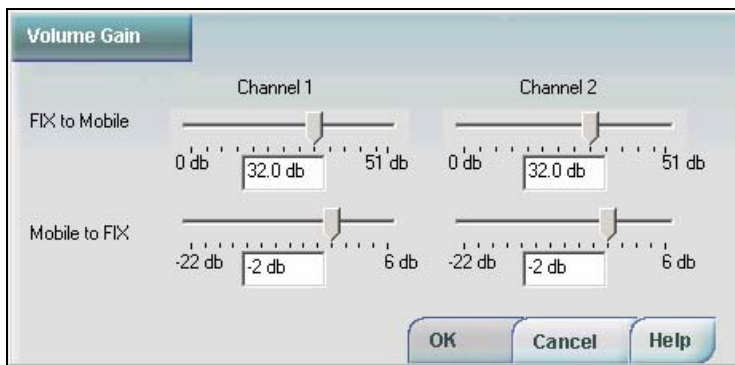 Volume Gain
Channel 1 Channel 2
FIX to Mobile
0 db 32.0 db 51 db 0 db 32.0 db 51 db
Mobile to FIX
-22 db -2 db 6 db -22 db -2 db 6 db
OK Cancel Help